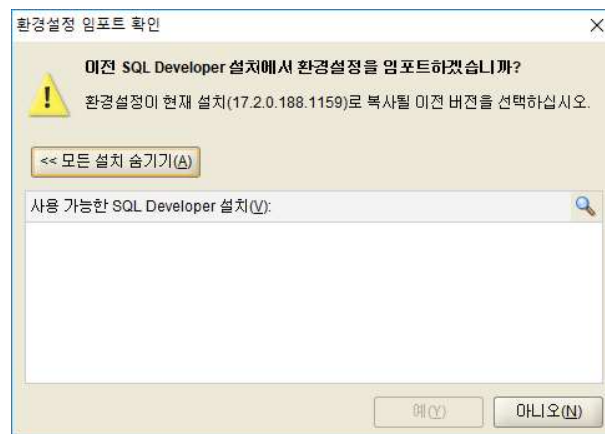 환경설정 임포트 확인
이전 SQL Developer 설치에서 환경설정을 임포트하겠습니까?
환경설정이 현재 설치(17.2.0.188.1159)로 복사될 이전 버전을 선택하십시오.
<< 모든 설치 숨기기(A)
사용 가능한 SQL Developer 설치(V):
예(Y) 아니오(N)